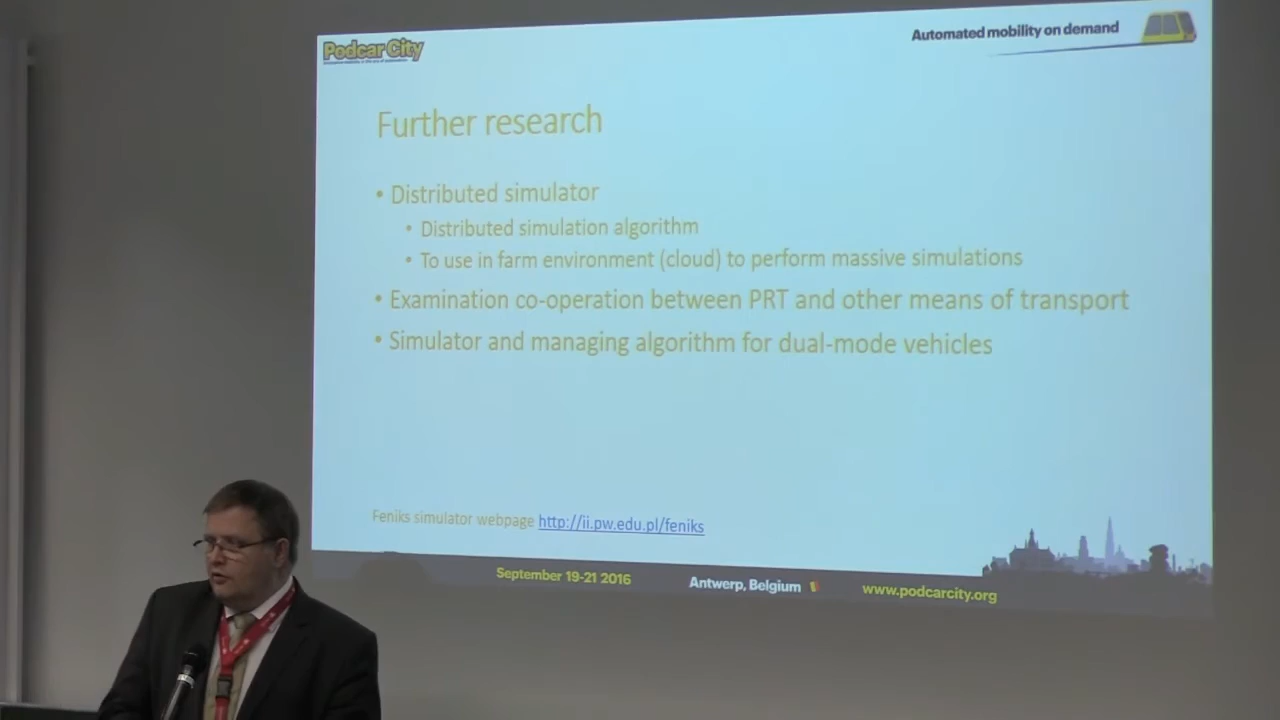 Podcar City
Automated mobility on demand
Further research
• Distributed simulator
• Distributed simulation algorithm
• To use in farm environment (cloud) to perform massive simulations
• Examination co-operation between PRT and other means of transport
• Simulator and managing algorithm for dual-mode vehicles
Feniks simulator webpage http://ii.pw.edu.pl/feniks
September 19-21 2016
Antwerp, Belgium
www.podcarcity.org